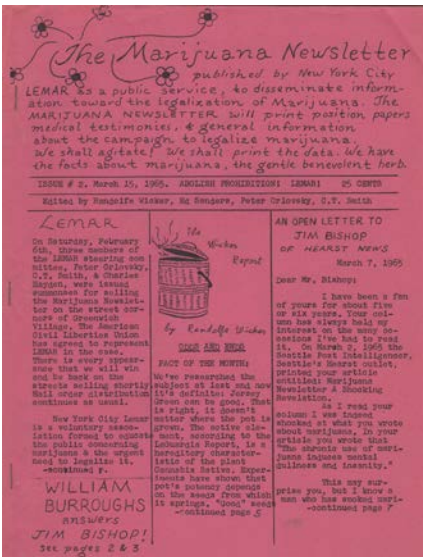 The Marijuana Newsletter
published by New York City
LEMAR as a public service, to disseminate inform-
ation toward the legalization of Marijuana. The
MARIJUANA NEWSLETTER will print position papers
medical testimonies, & general information
about the campaign to legalize marijuana.
We shall agitate! We shall print the data. We have
the facts about marijuana, the gentle benevolent herb.
ISSUE # 2, March 15, 1965. ABOLISH PROHIBITION! LEMAR! 25 CENTS
Edited by Randolfe Wicker, Ed Sanders, Peter Orlovsky, C.T. Smith
LEMAR
On Saturday, February
6th, three members of
the LEMAR steering com
mittee, Peter Orlovsky,
C.T. Smith, & Charles
Hayden, were issued
summonses for selling
the Marijuana Newslet-
ter on the street cor-
ners of Greenwich
Village. The American
Civil Liberties Union
has agreed to represent
LEMAR in the case.
There is every appear-
ance that we will win
and be back on the
streets selling shortly
Mail order distribution
continues as usual.
New York City Lemar
is a voluntary assoc-
iation formed to educate
the public concerning
marijuana & the urgent
need to legalize it.
-continued
WILLIAM
BURROUGHS
answers
JIM BISHOP!
see pages 2 & 3
The
Wicker
Report
by Randolfe Wicker
ODDS AND ENDS
FACT OF THE MONTH:
We've researched the
subject at last and now
it's definite: Jersey
Green can be good. That
is right, it doesn't
matter where the pot is
grown. The active ele-
ment, according to the
LaGuardia Report, is a
hereditary character-
istic of the plant
Cannabis Sativa. Exper-
iments have shown that
pot's potency depends
on the seeds from which
it springs. "Good" seeds
-continued page 5
AN OPEN LETTER TO
JIM BISHOP
OF HEARST NEWS
March 7, 1965
Dear Mr. Bishop:
I have been a fan
of yours for about five
or six years. Your col-
umn has always held my
interest on the many oc-
casions I've had to read
it. On March 2, 1965 the
Seattle Post Intelligencer,
Seattle's Hearst outlet,
printed your article
entitled: Marijuana
Newsletter A Shocking
Revelation.
As I read your
column I was indeed
shocked at what you wrote
about marijuana. In your
article you wrote that
"The chronic use of mari-
juana induces mental
dullness and insanity."
This may sur-
prise you, but I know a
man who has smoked mari-
-continued page 7